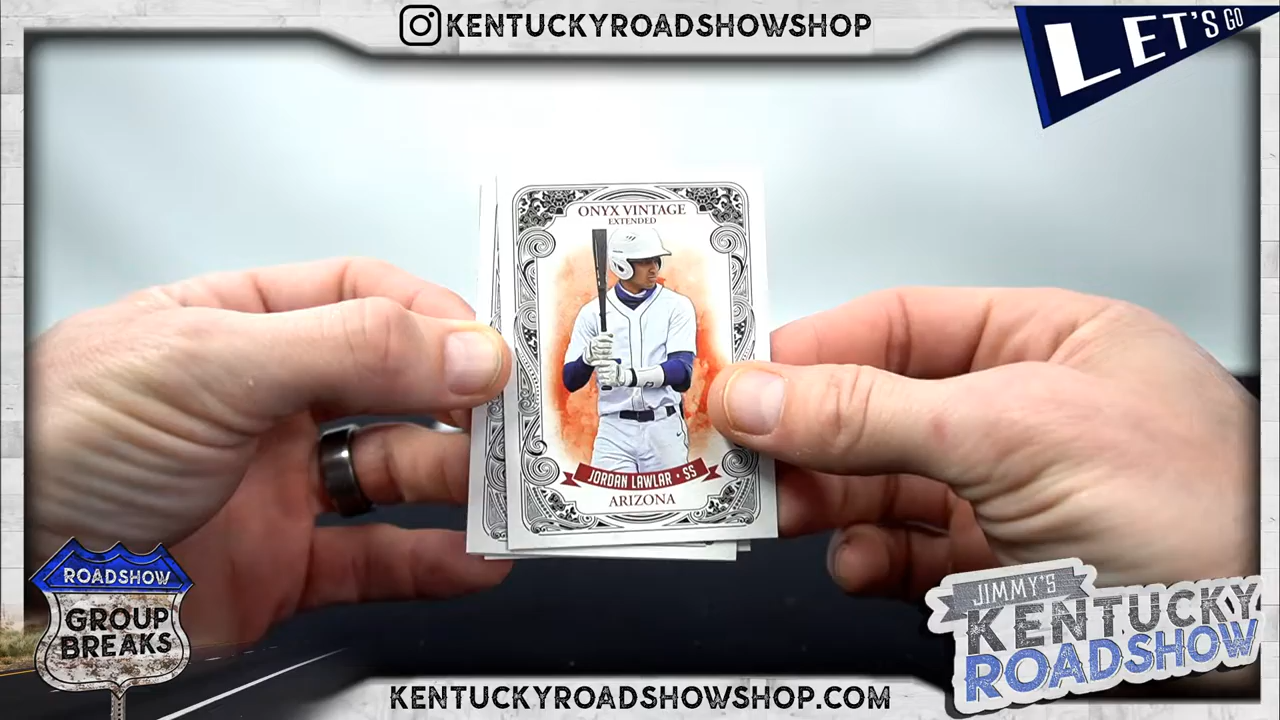 KENTUCKYROADSHOWSHOP
LET'S GO
ONYX VINTAGE
EXTENDED
JORDAN LAWLAR · SS
ARIZONA
ROADSHOW
GROUP
BREAKS
JIMMY'S
KENTUCKY
ROADSHOW
KENTUCKYROADSHOWSHOP.COM